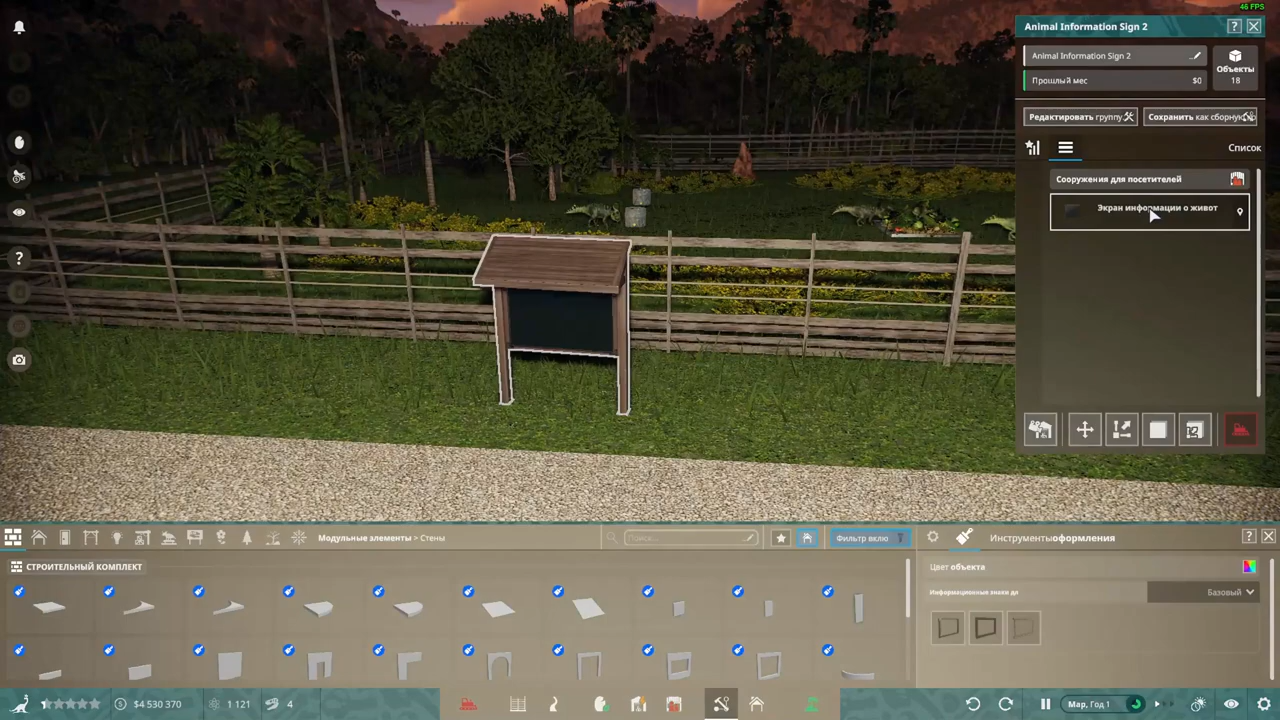 46 FPS
Animal Information Sign 2
?
Animal Information Sign 2
Прошлый мес $0
Объекты
18
Редактировать группу
Сохранить как сборную
Список
Сооружения для посетителей
Экран информации о живот
?
Модульные элементы > Стены
Поиск...
Фильтр вклю
Инструменты оформления
?
СТРОИТЕЛЬНЫЙ КОМПЛЕКТ
Цвет объекта
Информационные знаки дл
Базовый
$4 530 370
1 121
4
Мар, Год 1